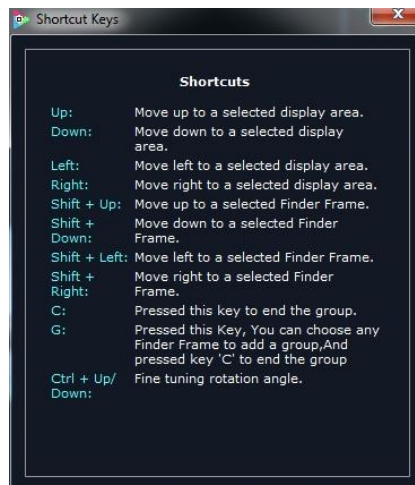 Shortcut Keys
Shortcuts
Up: Move up to a selected display area.
Down: Move down to a selected display
area.
Left: Move left to a selected display area.
Right: Move right to a selected display area.
Shift + Up: Move up to a selected Finder Frame.
Shift + Move down to a selected Finder
Down: Frame.
Shift + Left: Move left to a selected Finder Frame.
Shift + Move right to a selected Finder
Right: Frame.
C: Pressed this key to end the group.
G: Pressed this Key, You can choose any
Finder Frame to add a group,And
pressed key 'C' to end the group
Ctrl + Up/ Fine tuning rotation angle.
Down: